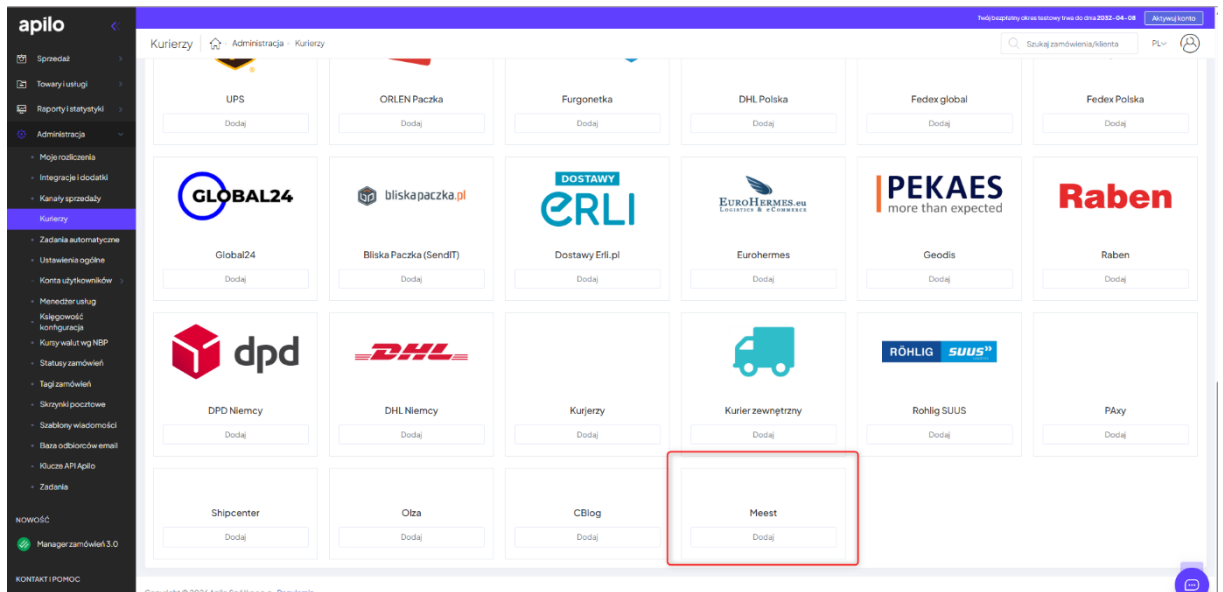 apilo
Twój bezpłatny okres testowy trwa do dnia 2032-04-08
Aktywuj konto
Kurierzy
Administracja
Kurierzy
Szukaj zamówienia/klienta
PL
Sprzedaż
Towary i usługi
Raporty i statystyki
Administracja
Moje rozliczenia
Integracje i dodatki
Kanały sprzedaży
Kurierzy
Zadania automatyczne
Ustawienia ogólne
Konta użytkowników
Menedżer usług
Księgowość
konfiguracja
Kursy walut wg NBP
Statusy zamówień
Tagi zamówień
Skrzynki pocztowe
Szablony wiadomości
Baza odbiorców email
Klucze API Apilo
Zadania
NOWOŚĆ
Manager zamówień 3.0
KONTAKT I POMOC
UPS
ORLEN Paczka
Furgonetka
DHL Polska
Fedex global
Fedex Polska
Dodaj
Dodaj
Dodaj
Dodaj
Dodaj
Dodaj
GLOBAL24
bliskapaczka.pl
DOSTAWY
ERLI
EUROHERMES.eu
LOGISTICS & eCOMMERCE
PEKAES
more than expected
Raben
Global24
Bliska Paczka (SendIT)
Dostawy Erli.pl
Eurohermes
Geodis
Raben
Dodaj
Dodaj
Dodaj
Dodaj
Dodaj
Dodaj
dpd
DHL
RÖHLIG SUUS
DPD Niemcy
DHL Niemcy
Kurjerzy
Kurier zewnętrzny
Rohlig SUUS
PAxy
Dodaj
Dodaj
Dodaj
Dodaj
Dodaj
Dodaj
Shipcenter
Olza
CBlog
Meest
Dodaj
Dodaj
Dodaj
Dodaj